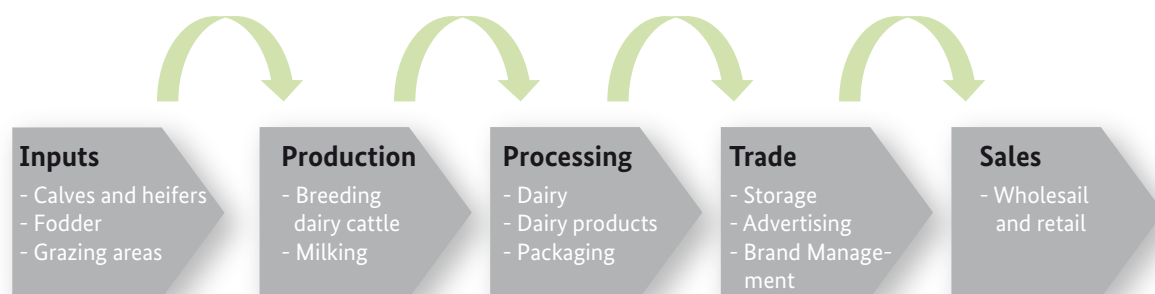 Inputs
- Calves and heifers
- Fodder
- Grazing areas
Production
- Breeding
dairy cattle
- Milking
Processing
- Dairy
- Dairy products
- Packaging
Trade
- Storage
- Advertising
- Brand Manage-
ment
Sales
- Wholesail
and retail